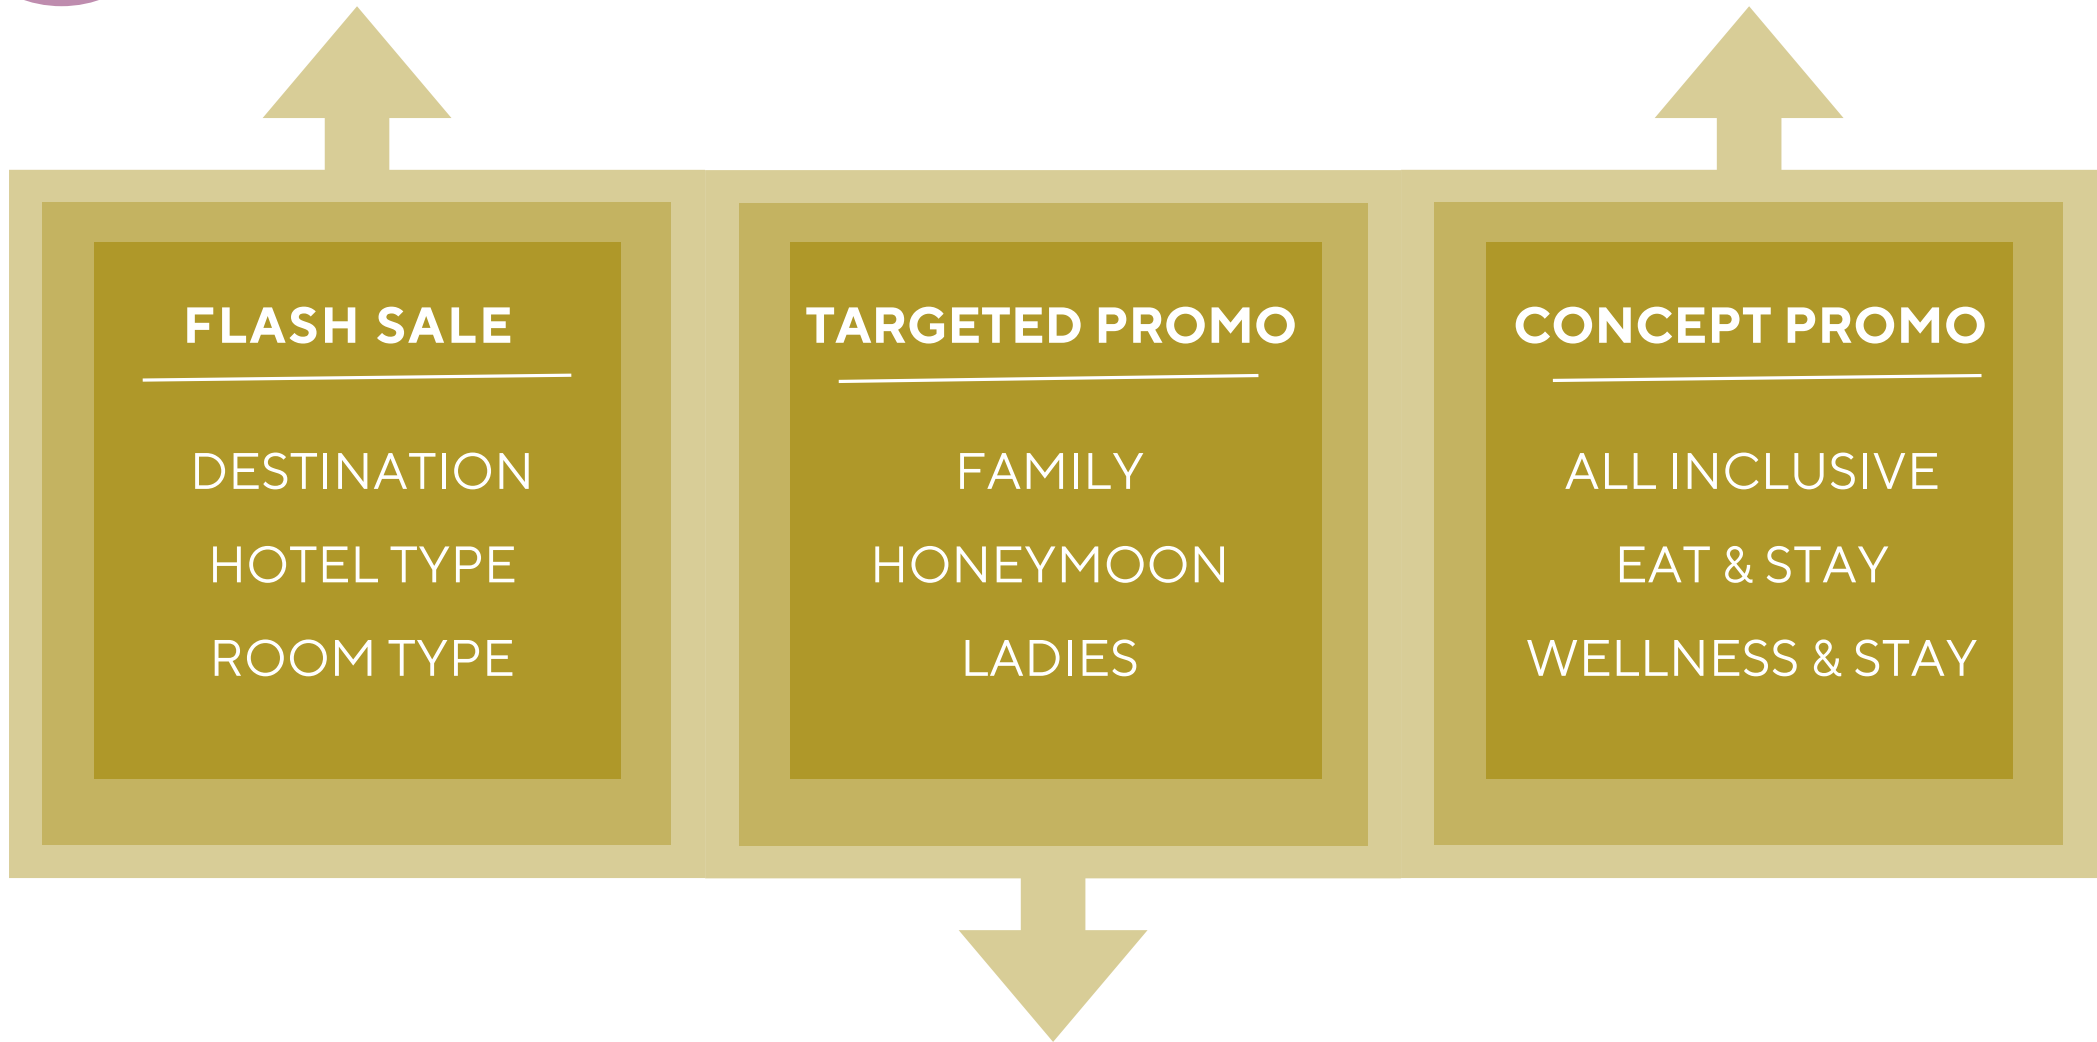 FLASH SALE
DESTINATION
HOTEL TYPE
ROOM TYPE
TARGETED PROMO
FAMILY
HONEYMOON
LADIES
CONCEPT PROMO
ALL INCLUSIVE
EAT & STAY
WELLNESS & STAY